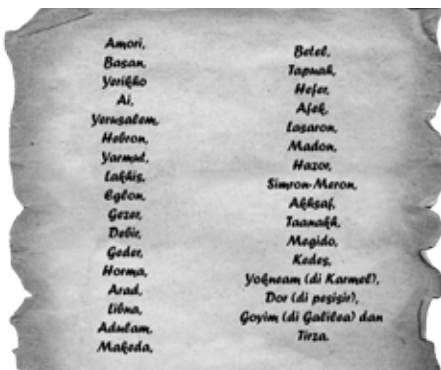 Amori,
Basan,
Yerikho
Ai,
Yerusalem,
Hebron,
Yarmut,
Lakhis,
Eglon,
Gezer,
Debir,
Geder,
Horma,
Arad,
Libna,
Adulam,
Makeda,
Betel,
Tapuah,
Hefer,
Afek,
Lasaron,
Madon,
Hazor,
Simron-Meron,
Akhsaf,
Taanakh,
Megido,
Kedes,
Yokneam (di Karmel),
Dor (di pesisir),
Goyim (di Galilea) dan
Tirza.